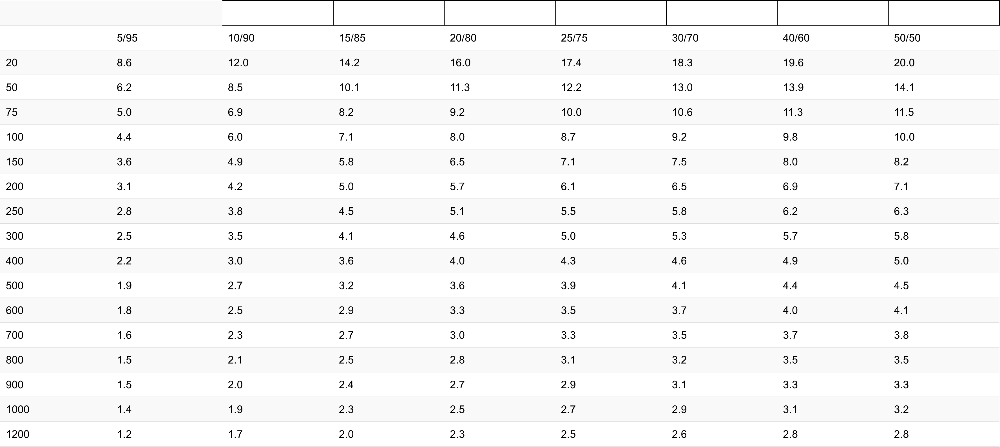 5/95 10/90 15/85 20/80 25/75 30/70 40/60 50/50
20 8.6 12.0 14.2 16.0 17.4 18.3 19.6 20.0
50 6.2 8.5 10.1 11.3 12.2 13.0 13.9 14.1
75 5.0 6.9 8.2 9.2 10.0 10.6 11.3 11.5
100 4.4 6.0 7.1 8.0 8.7 9.2 9.8 10.0
150 3.6 4.9 5.8 6.5 7.1 7.5 8.0 8.2
200 3.1 4.2 5.0 5.7 6.1 6.5 6.9 7.1
250 2.8 3.8 4.5 5.1 5.5 5.8 6.2 6.3
300 2.5 3.5 4.1 4.6 5.0 5.3 5.7 5.8
400 2.2 3.0 3.6 4.0 4.3 4.6 4.9 5.0
500 1.9 2.7 3.2 3.6 3.9 4.1 4.4 4.5
600 1.8 2.5 2.9 3.3 3.5 3.7 4.0 4.1
700 1.6 2.3 2.7 3.0 3.3 3.5 3.7 3.8
800 1.5 2.1 2.5 2.8 3.1 3.2 3.5 3.5
900 1.5 2.0 2.4 2.7 2.9 3.1 3.3 3.3
1000 1.4 1.9 2.3 2.5 2.7 2.9 3.1 3.2
1200 1.2 1.7 2.0 2.3 2.5 2.6 2.8 2.8